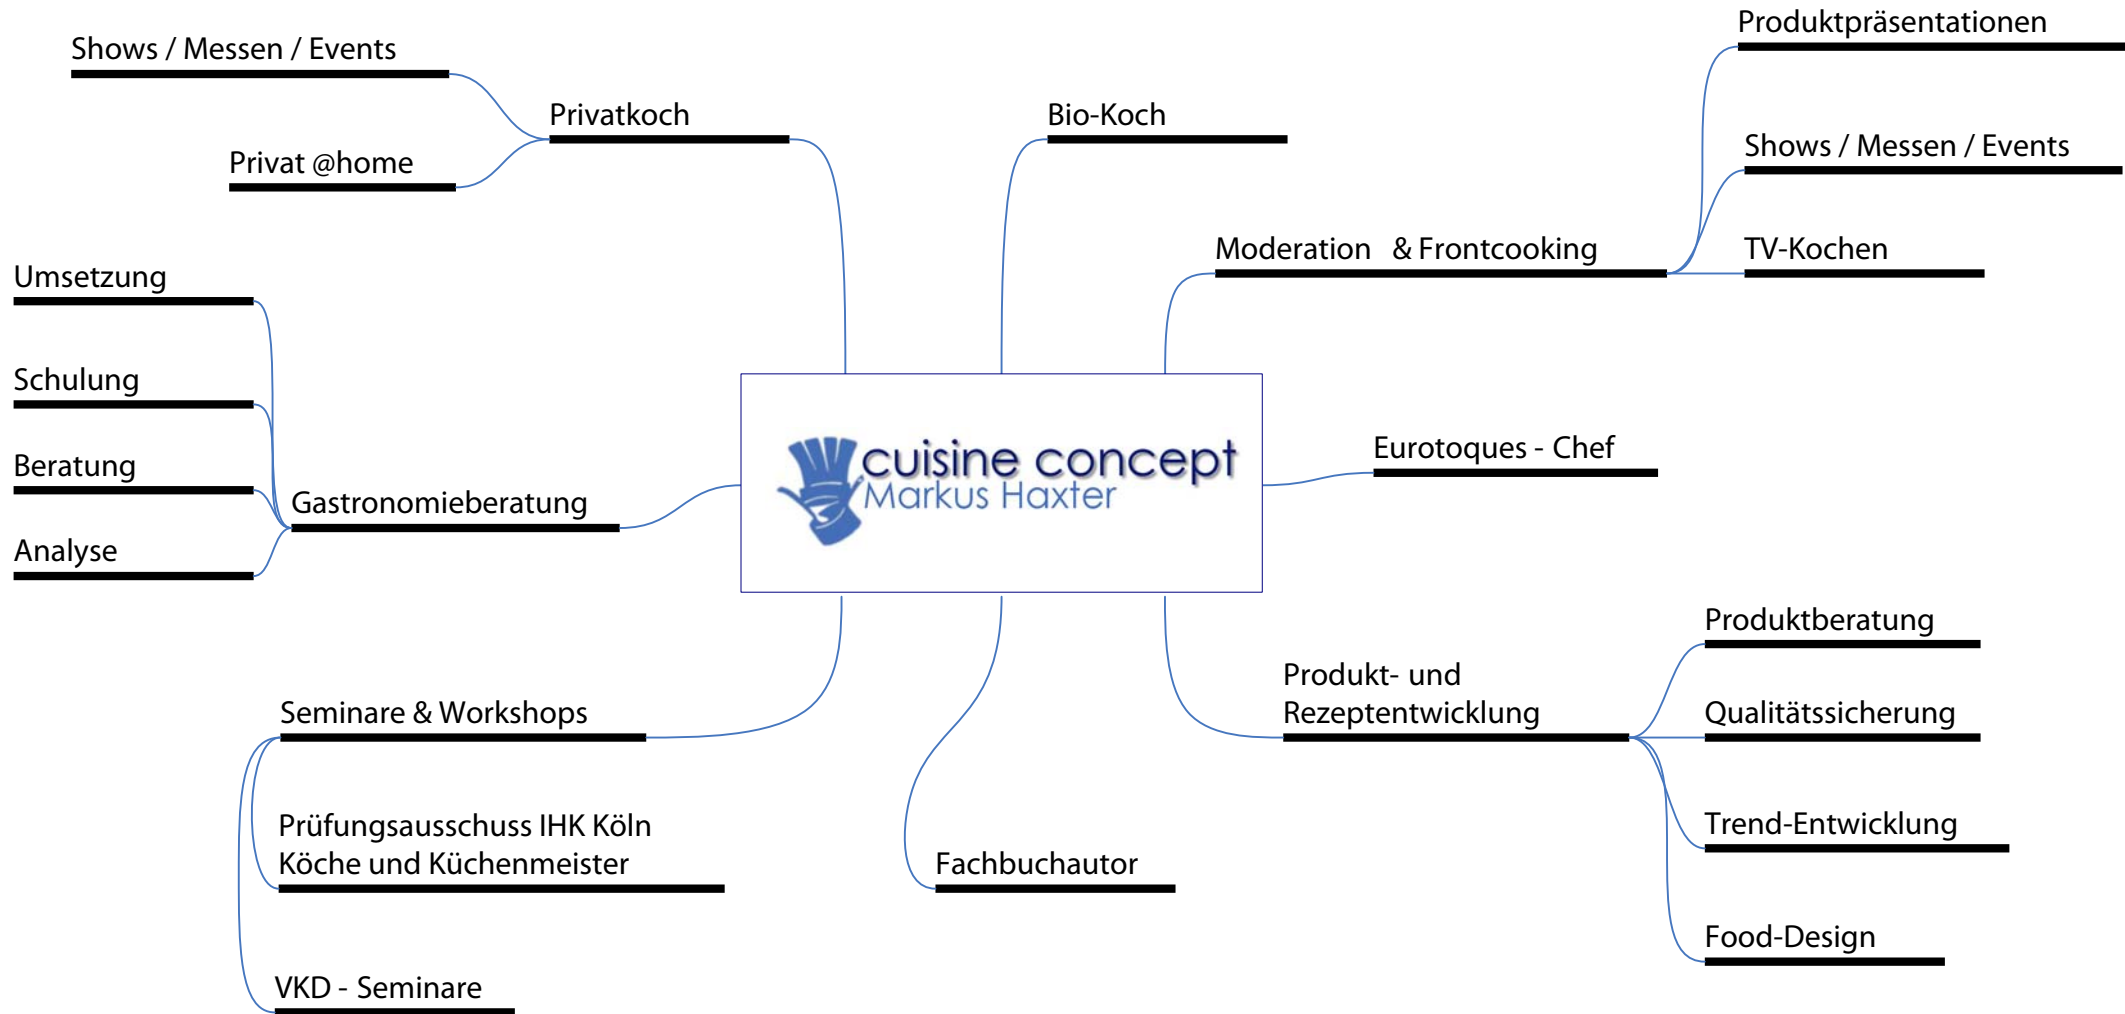 Produktpräsentationen
Shows / Messen / Events
Privatkoch
Bio-Koch
Shows / Messen / Events
Privat @home
Moderation & Frontcooking
TV-Kochen
Umsetzung
Schulung
Beratung
Gastronomieberatung
Analyse
cuisine concept
Markus Haxter
Eurotoques - Chef
Produktberatung
Produkt- und
Rezeptentwicklung
Qualitätssicherung
Seminare & Workshops
Trend-Entwicklung
Prüfungsausschuss IHK Köln
Köche und Küchenmeister
Fachbuchautor
Food-Design
VKD - Seminare